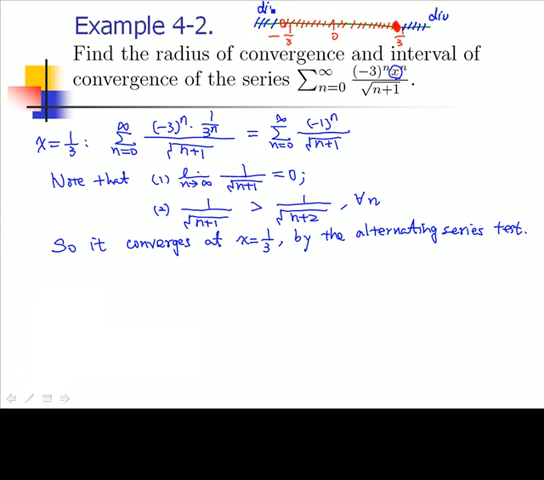 Example 4-2.
div div
-1/3 0 1/3
Find the radius of convergence and interval of
convergence of the series ∑_{n=0}^{∞} (−3)^n x^n / √(n+1).
x = 1/3 : ∑_{n=0}^{∞} (−3)^n · 1/3^n / √(n+1) = ∑_{n=0}^{∞} (−1)^n / √(n+1)
Note that (1) lim_{n→∞} 1/√(n+1) = 0;
(2) 1/√(n+1) > 1/√(n+2), ∀n
So it converges at x=1/3, by the alternating series test.